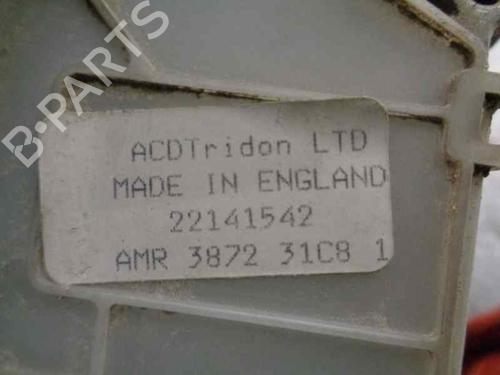 B-PARTS
ACDTridon LTD
MADE IN ENGLAND
22141542
AMR 3872 31C8 1